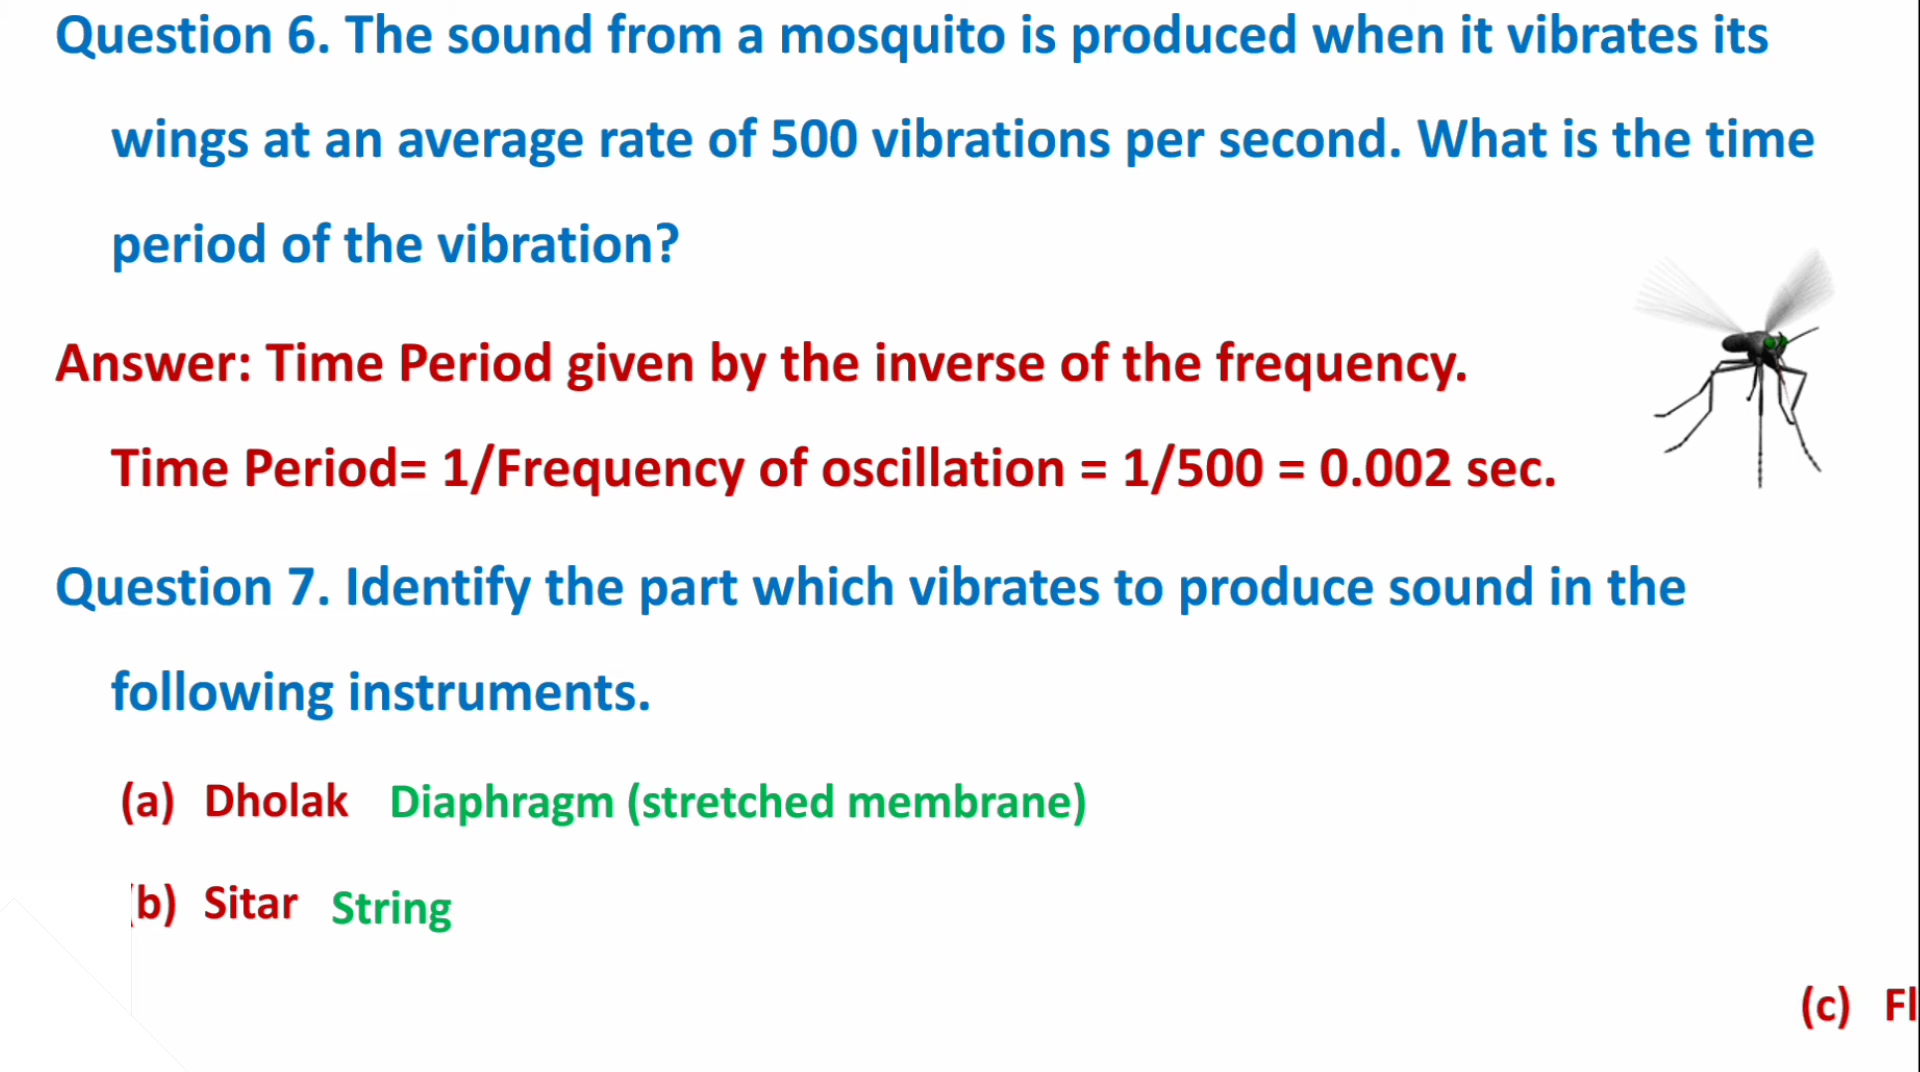 Question 6. The sound from a mosquito is produced when it vibrates its
wings at an average rate of 500 vibrations per second. What is the time
period of the vibration?
Answer: Time Period given by the inverse of the frequency.
Time Period= 1/Frequency of oscillation = 1/500 = 0.002 sec.
Question 7. Identify the part which vibrates to produce sound in the
following instruments.
(a) Dholak Diaphragm (stretched membrane)
b) Sitar String
(c) Fl